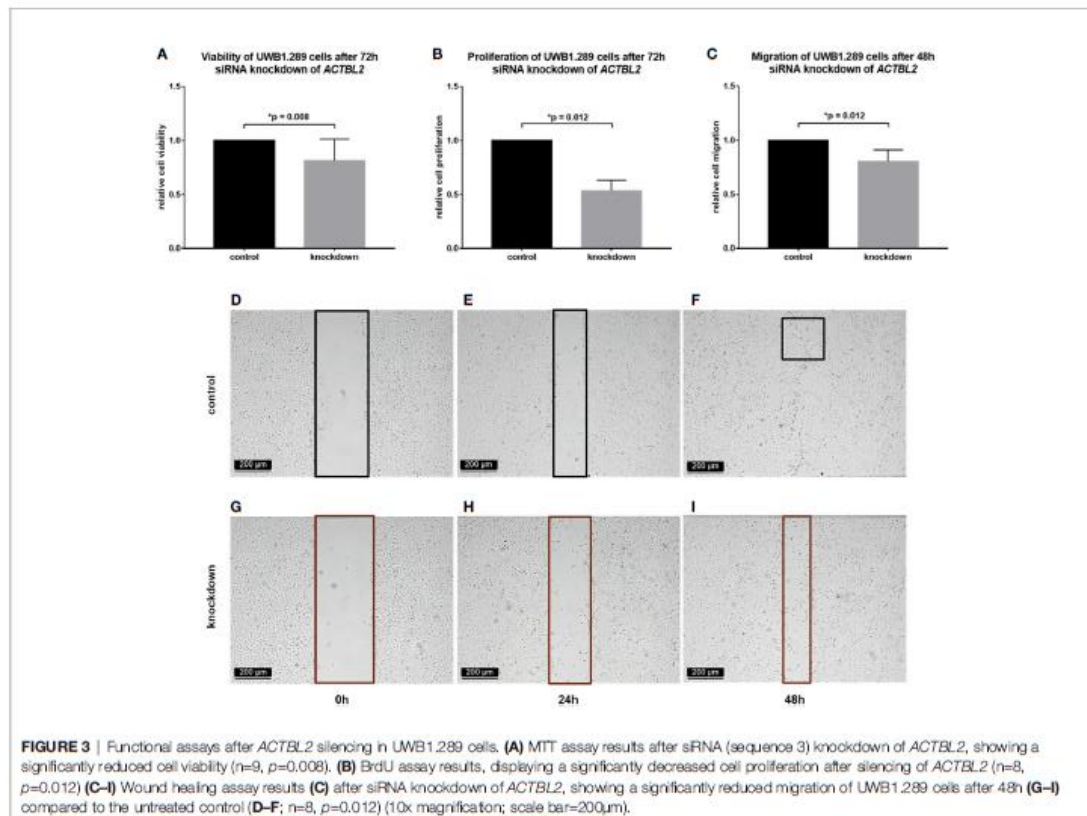 A
Viability of UWB1.289 cells after 72h
siRNA knockdown of ACTBL2
relative cell viability
1.5
1.0
0.5
0.0
*p = 0.008
control
knockdown
B
Proliferation of UWB1.289 cells after 72h
siRNA knockdown of ACTBL2
relative cell proliferation
1.5
1.0
0.5
0.0
*p = 0.012
control
knockdown
C
Migration of UWB1.289 cells after 48h
siRNA knockdown of ACTBL2
relative cell migration
1.5
1.0
0.5
0.0
*p = 0.012
control
knockdown
control
D
200 µm
E
200 µm
F
200 µm
knockdown
G
200 µm
H
200 µm
I
200 µm
0h
24h
48h
FIGURE 3 | Functional assays after ACTBL2 silencing in UWB1.289 cells. (A) MTT assay results after siRNA (sequence 3) knockdown of ACTBL2, showing a
significantly reduced cell viability (n=9, p=0.008). (B) BrdU assay results, displaying a significantly decreased cell proliferation after silencing of ACTBL2 (n=8,
p=0.012) (C–I) Wound healing assay results (C) after siRNA knockdown of ACTBL2, showing a significantly reduced migration of UWB1.289 cells after 48h (G–I)
compared to the untreated control (D–F; n=8, p=0.012) (10x magnification; scale bar=200µm).